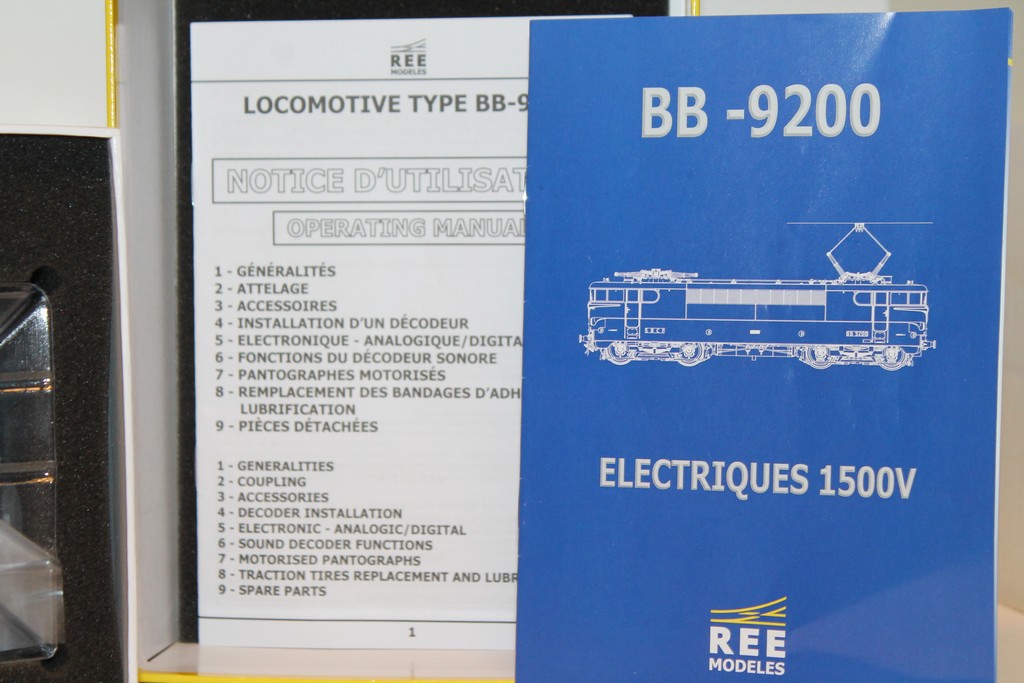 REE
MODELES
LOCOMOTIVE TYPE BB-9
NOTICE D'UTILISAT
OPERATING MANUAL
1 - GÉNÉRALITÉS
2 - ATTELAGE
3 - ACCESSOIRES
4 - INSTALLATION D'UN DÉCODEUR
5 - ELECTRONIQUE - ANALOGIQUE/DIGITA
6 - FONCTIONS DU DÉCODEUR SONORE
7 - PANTOGRAPHES MOTORISÉS
8 - REMPLACEMENT DES BANDAGES D'ADH
LUBRIFICATION
9 - PIÈCES DÉTACHÉES
1 - GENERALITIES
2 - COUPLING
3 - ACCESSORIES
4 - DECODER INSTALLATION
5 - ELECTRONIC - ANALOGIC/DIGITAL
6 - SOUND DECODER FUNCTIONS
7 - MOTORISED PANTOGRAPHS
8 - TRACTION TIRES REPLACEMENT AND LUBR
9 - SPARE PARTS
1
BB -9200
BB 9200
ELECTRIQUES 1500V
REE
MODELES